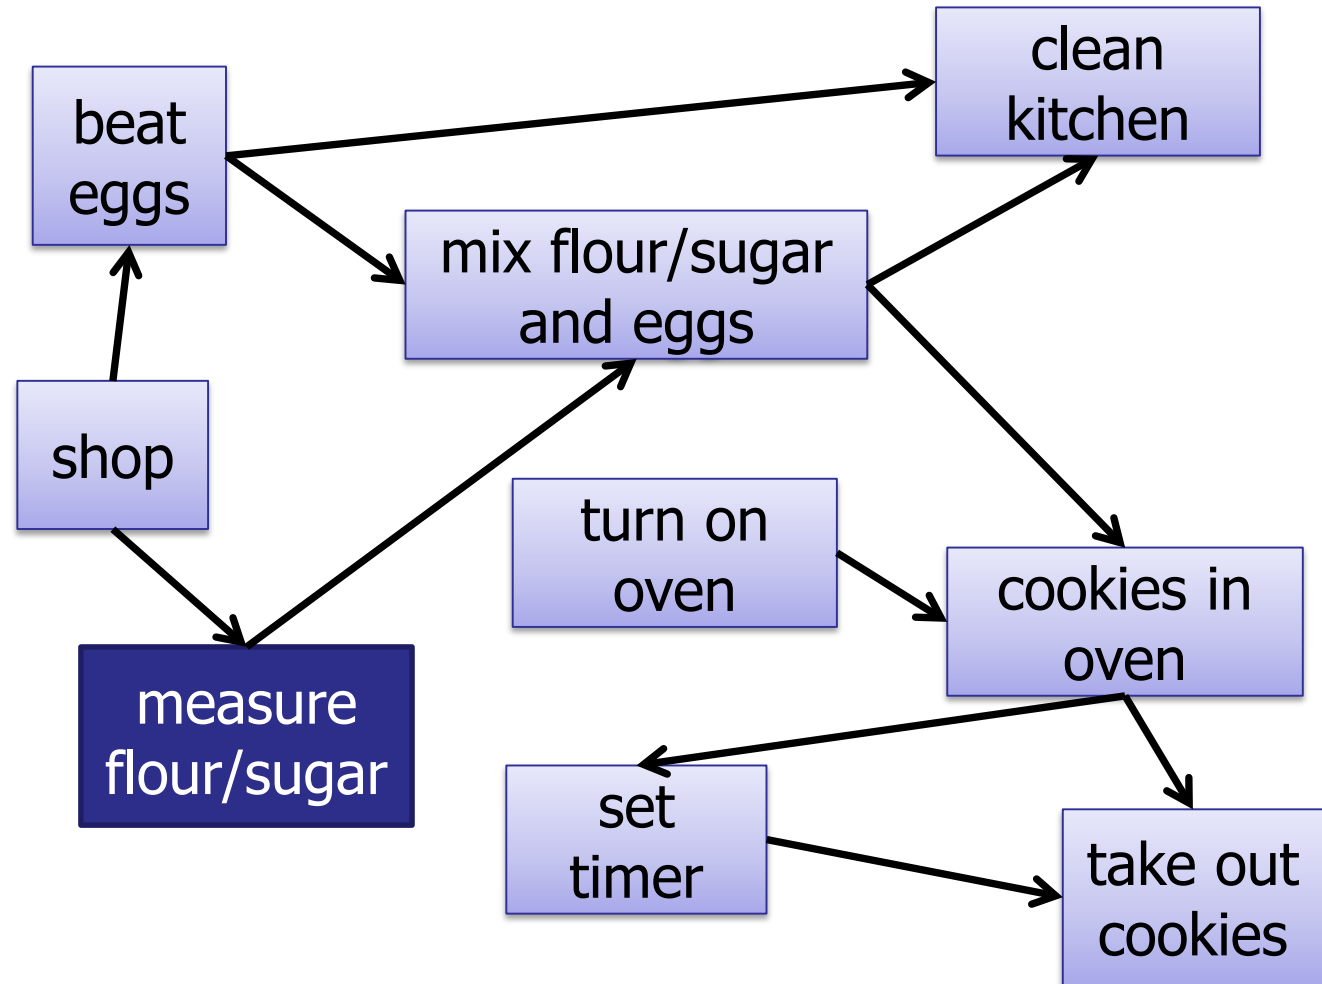 clean
kitchen
beat
eggs
mix flour/sugar
and eggs
shop
turn on
oven
cookies in
oven
measure
flour/sugar
set
timer
take out
cookies